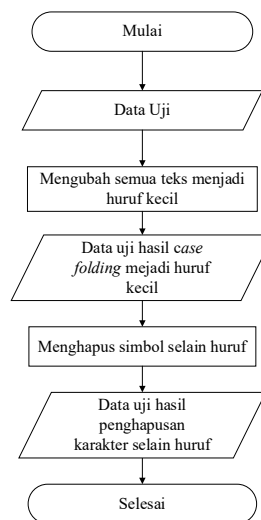 Mulai
Data Uji
Mengubah semua teks menjadi
huruf kecil
Data uji hasil case
folding mejadi huruf
kecil
Menghapus simbol selain huruf
Data uji hasil
penghapusan
karakter selain huruf
Selesai